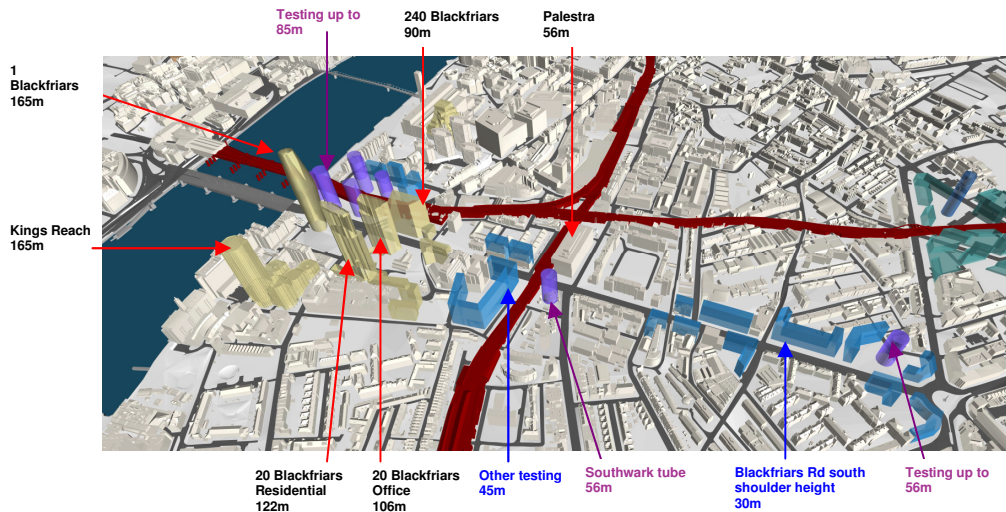 Testing up to
85m
240 Blackfriars
90m
Palestra
56m
1
Blackfriars
165m
Kings Reach
165m
20 Blackfriars
Residential
122m
20 Blackfriars
Office
106m
Other testing
45m
Southwark tube
56m
Blackfriars Rd south
shoulder height
30m
Testing up to
56m